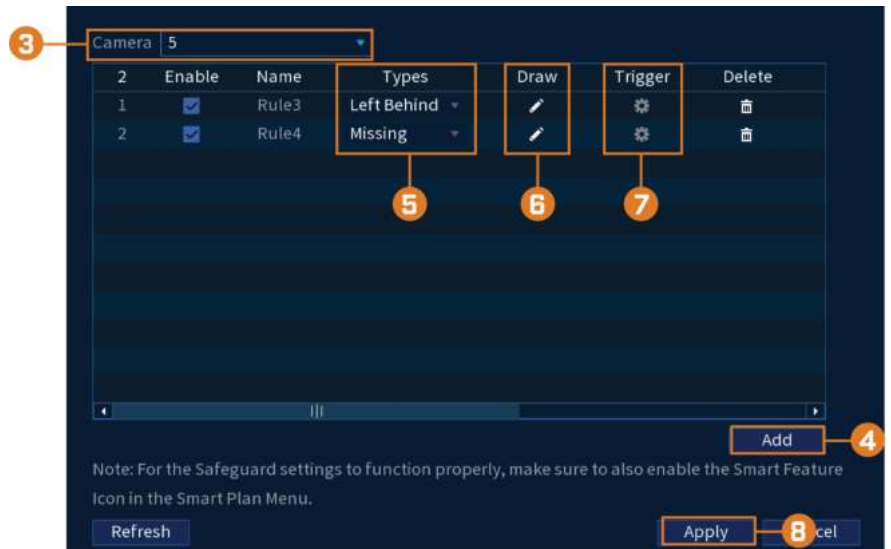 3 Camera 5
2 Enable Name Types Draw Trigger Delete
1 Rule3 Left Behind
2 Rule4 Missing
5 6 7
Add 4
Note: For the Safeguard settings to function properly, make sure to also enable the Smart Feature
Icon in the Smart Plan Menu.
Refresh Apply 8 cel